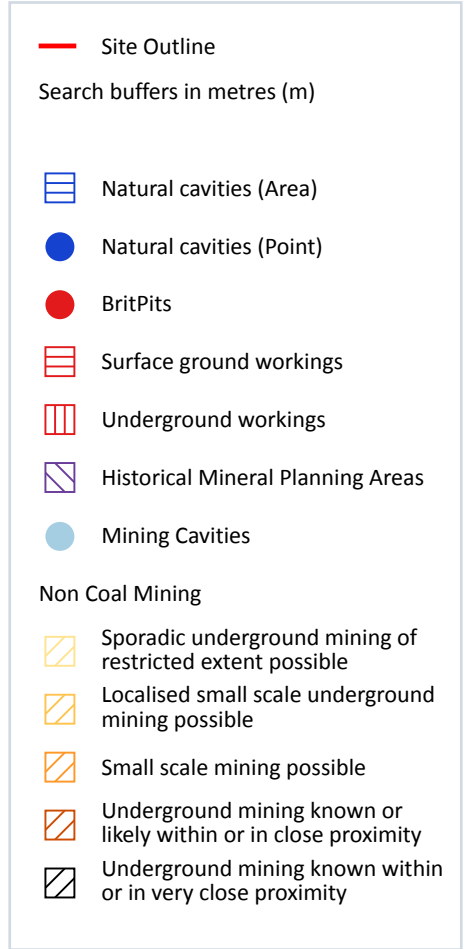 Site Outline
Search buffers in metres (m)
Natural cavities (Area)
Natural cavities (Point)
BritPits
Surface ground workings
Underground workings
Historical Mineral Planning Areas
Mining Cavities
Non Coal Mining
Sporadic underground mining of
restricted extent possible
Localised small scale underground
mining possible
Small scale mining possible
Underground mining known or
likely within or in close proximity
Underground mining known within
or in very close proximity